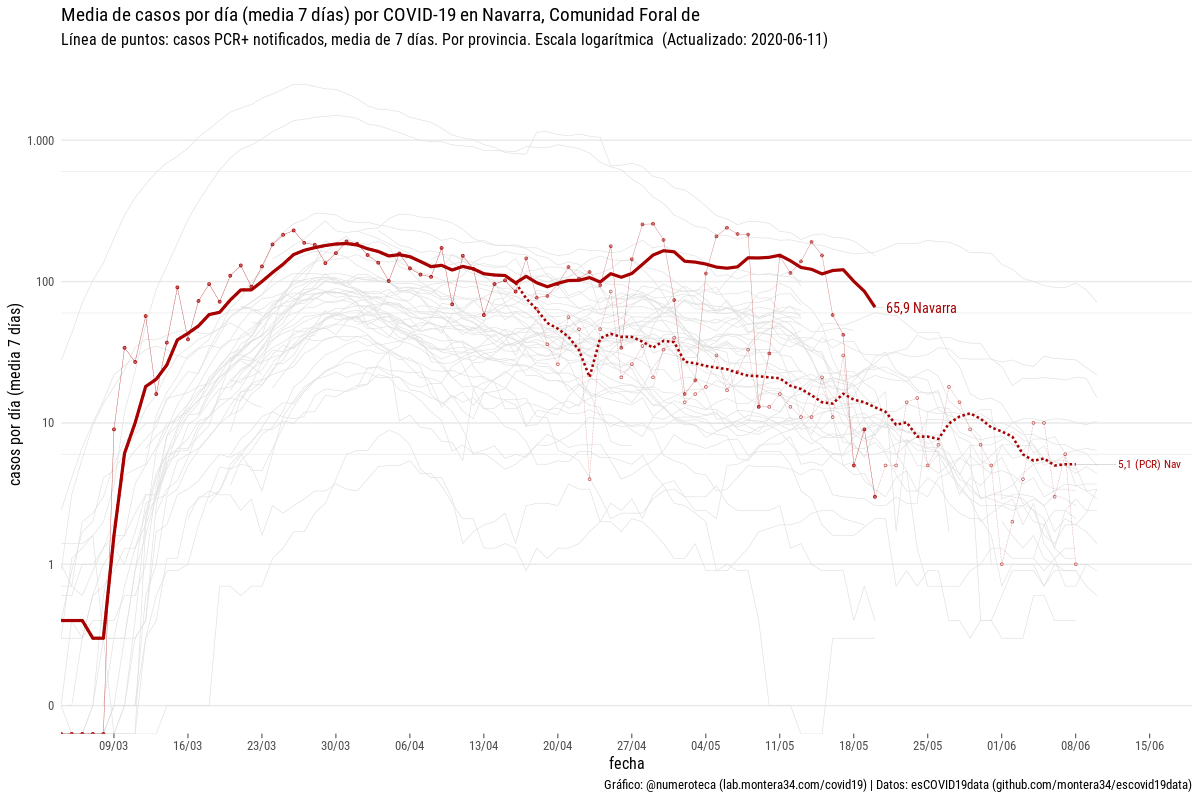 Media de casos por día (media 7 días) por COVID-19 en Navarra, Comunidad Foral de
Línea de puntos: casos PCR+ notificados, media de 7 días. Por provincia. Escala logarítmica (Actualizado: 2020-06-11)
casos por día (media 7 días)
1.000
100
10
1
0
65,9 Navarra
5,1 (PCR) Nav
09/03 16/03 23/03 30/03 06/04 13/04 20/04 27/04 04/05 11/05 18/05 25/05 01/06 08/06 15/06
fecha
Gráfico: @numeroteca (lab.montera34.com/covid19) | Datos: esCOVID19data (github.com/montera34/escovid19data)